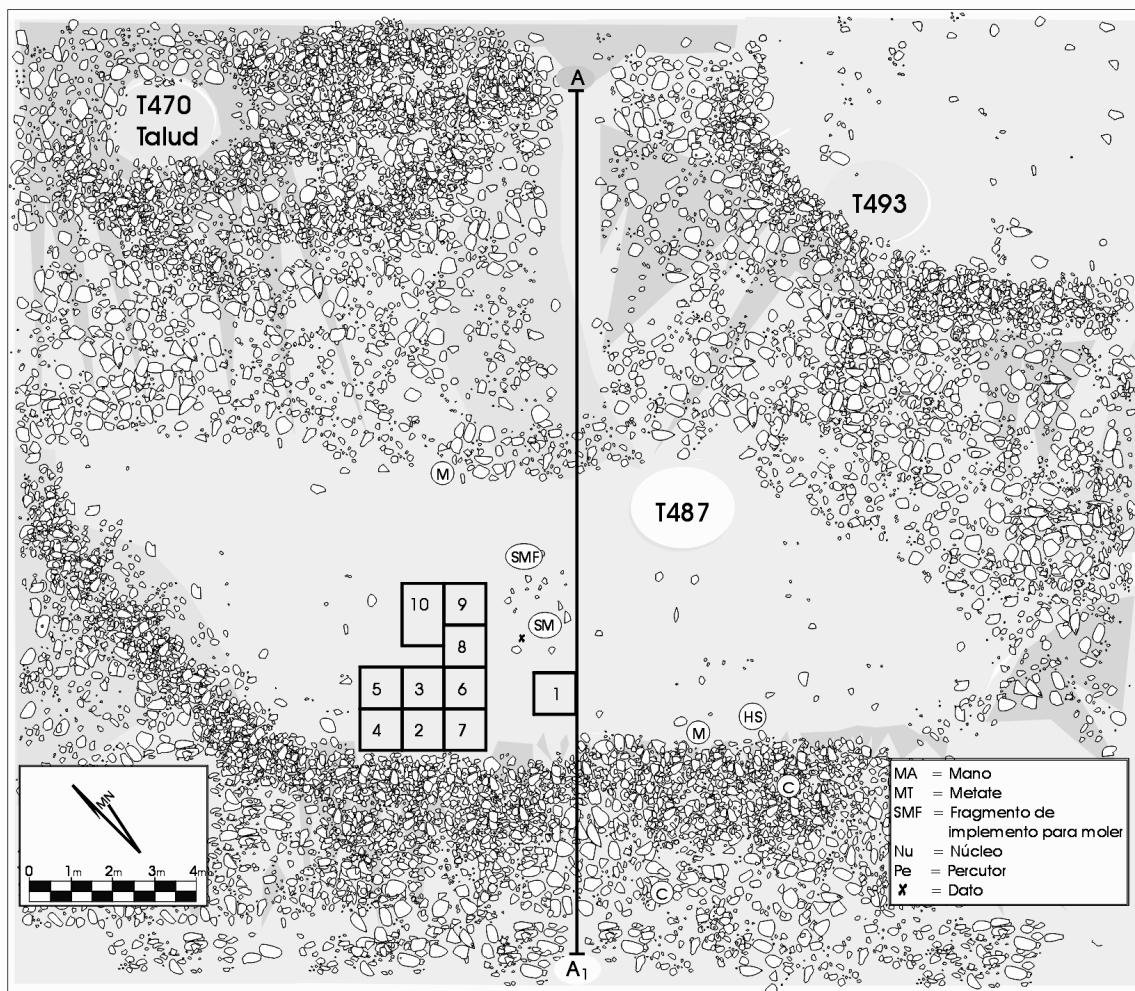 A
T470
Talud
T493
M
T487
SMF
SM
✗
10
9
8
5
3
6
1
4
2
7
M
HS
C
C
MN
0 1m 2m 3m 4m
MA = Mano
MT = Metate
SMF = Fragmento de
implemento para moler
Nu = Núcleo
Pe = Percutor
✗ = Dato
A1